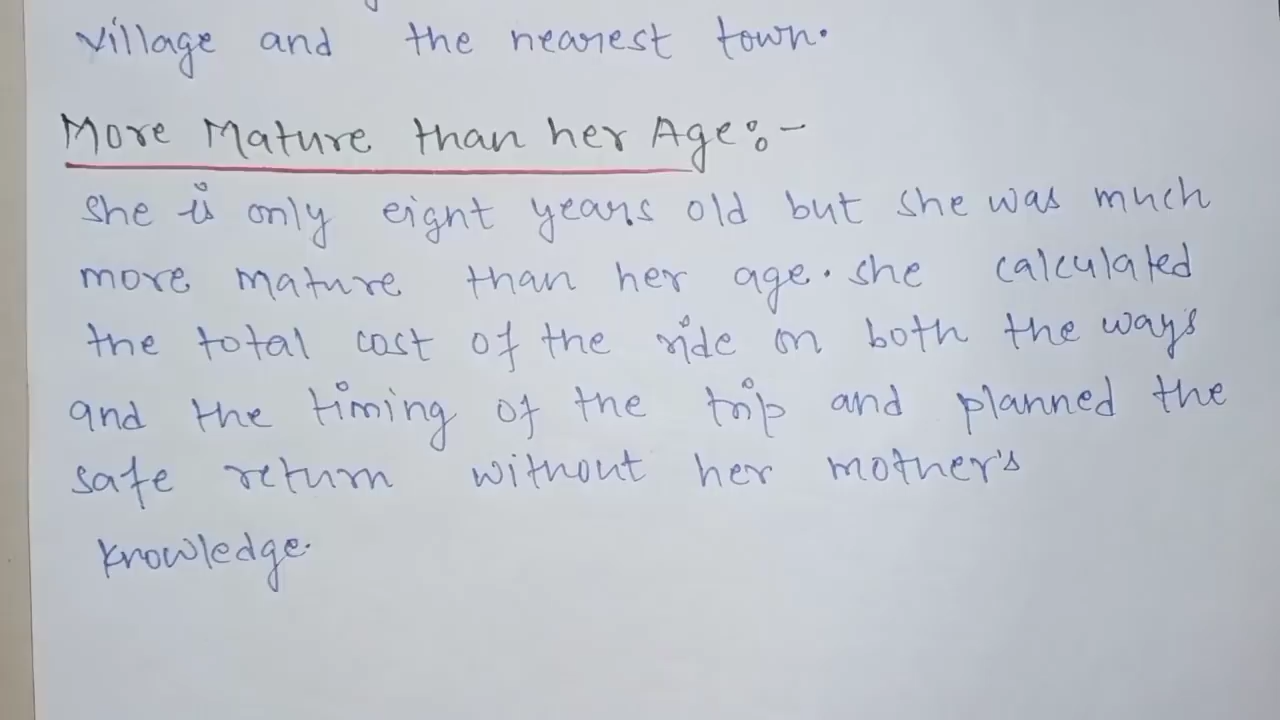 village and the nearest town.
More Mature than her Age:-
She is only eight years old but she was much
more mature than her age. she calculated
the total cost of the ride on both the ways
and the timing of the trip and planned the
safe return without her mother's
knowledge.